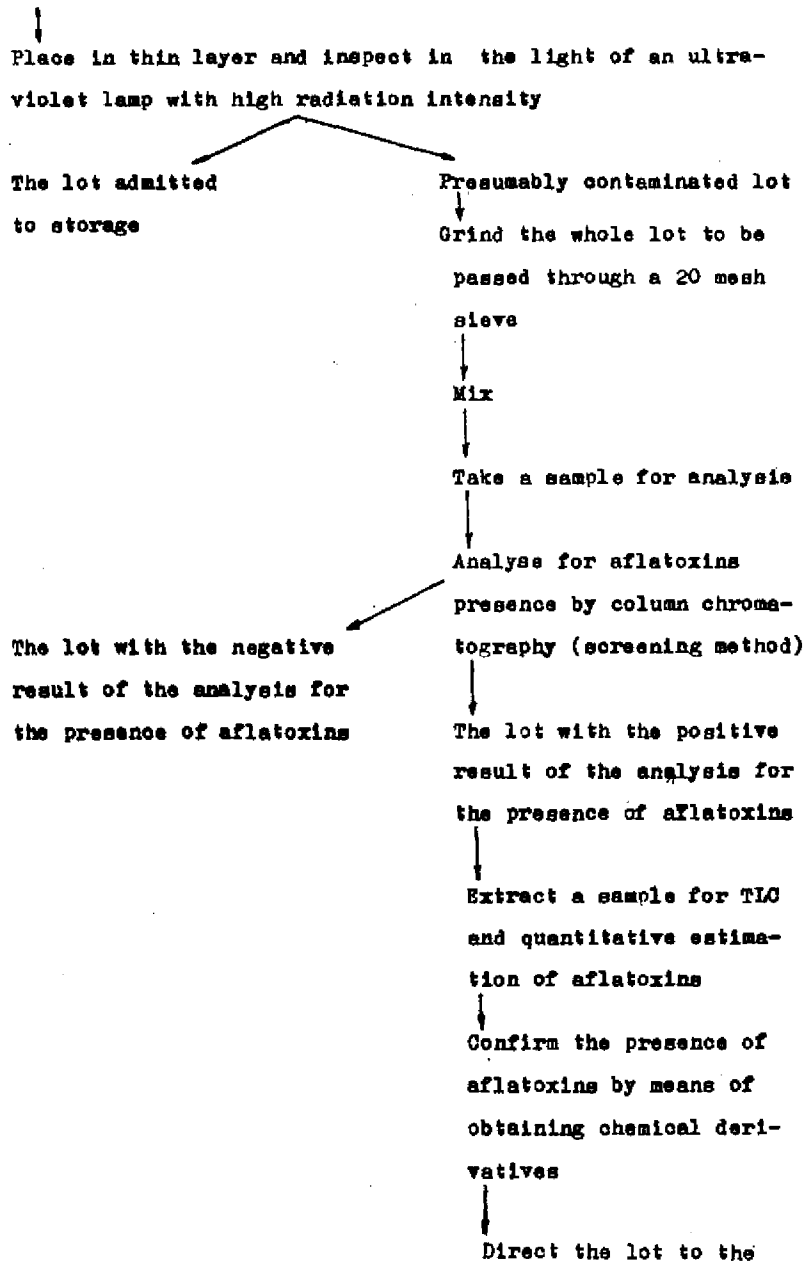 Place in thin layer and inspect in the light of an ultra-
violet lamp with high radiation intensity
The lot admitted
to storage
Presumably contaminated lot
Grind the whole lot to be
passed through a 20 mesh
sieve
Mix
Take a sample for analysis
Analyse for aflatoxins
presence by column chroma-
tography (screening method)
The lot with the negative
result of the analysis for
the presence of aflatoxins
The lot with the positive
result of the analysis for
the presence of aflatoxins
Extract a sample for TLC
and quantitative estima-
tion of aflatoxins
Confirm the presence of
aflatoxins by means of
obtaining chemical deri-
vatives
Direct the lot to the